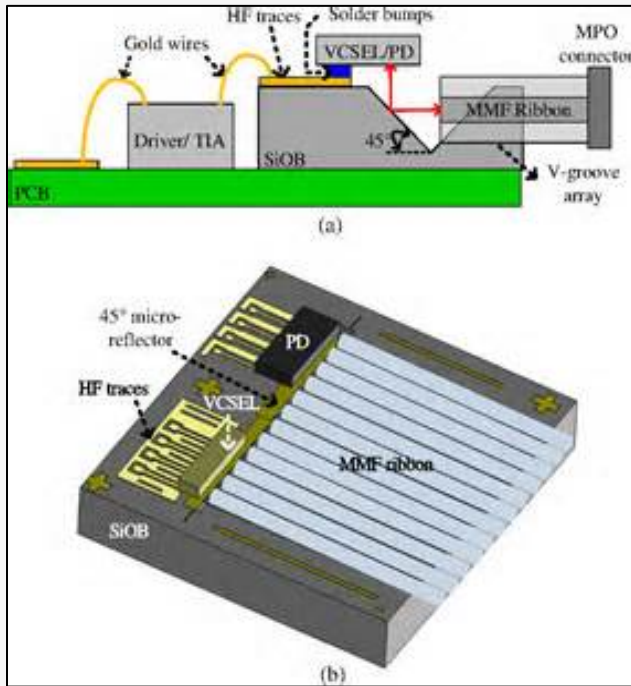 HF traces
Solder bumps
Gold wires
VCSEL/PD
MPO
connector
MMF Ribbon
Driver/ TIA
45°
SiOB
V-groove
array
PCB
(a)
45° micro-
reflector
PD
HF traces
VCSEL
MMF ribbon
SiOB
(b)